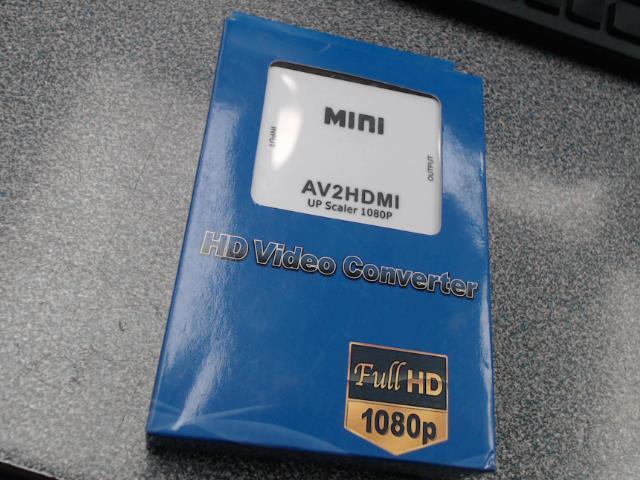 MINI
INPUT
OUTPUT
AV2HDMI
UP Scaler 1080P
HD Video Converter
Full HD
1080p